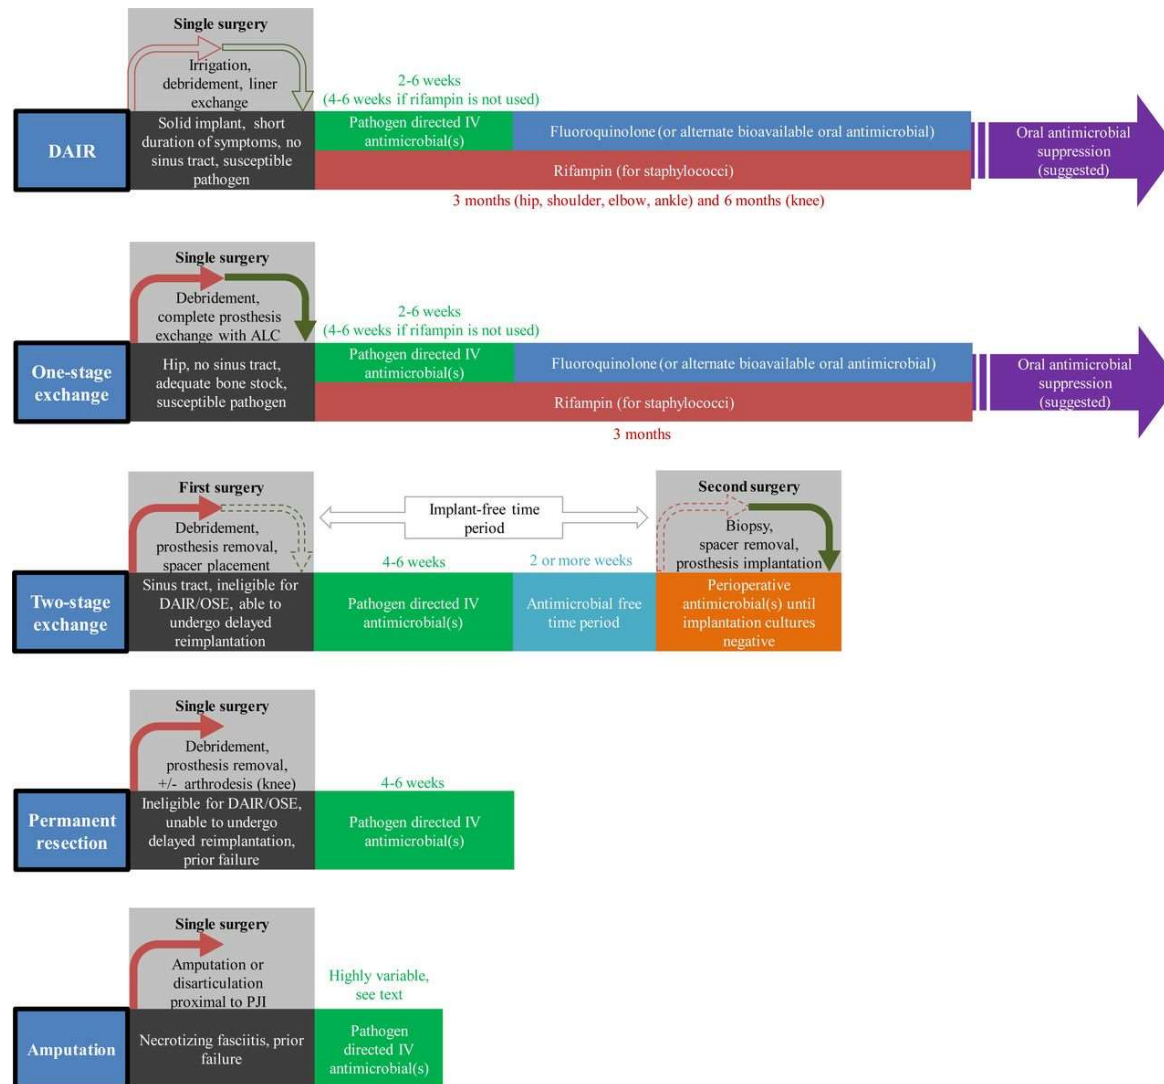 Single surgery
Irrigation,
debridement, liner
exchange
2-6 weeks
(4-6 weeks if rifampin is not used)
DAIR
Solid implant, short
duration of symptoms, no
sinus tract, susceptible
pathogen
Pathogen directed IV
antimicrobial(s)
Fluoroquinolone (or alternate bioavailable oral antimicrobial)
Rifampin (for staphylococci)
Oral antimicrobial
suppression
(suggested)
3 months (hip, shoulder, elbow, ankle) and 6 months (knee)
Single surgery
Debridement,
complete prosthesis
exchange with ALC
2-6 weeks
(4-6 weeks if rifampin is not used)
One-stage
exchange
Hip, no sinus tract,
adequate bone stock,
susceptible pathogen
Pathogen directed IV
antimicrobial(s)
Fluoroquinolone (or alternate bioavailable oral antimicrobial)
Rifampin (for staphylococci)
Oral antimicrobial
suppression
(suggested)
3 months
First surgery
Debridement,
prosthesis removal,
spacer placement
Implant-free time
period
Second surgery
Biopsy,
spacer removal,
prosthesis implantation
4-6 weeks
2 or more weeks
Two-stage
exchange
Sinus tract, ineligible for
DAIR/OSE, able to
undergo delayed
reimplantation
Pathogen directed IV
antimicrobial(s)
Antimicrobial free
time period
Perioperative
antimicrobial(s) until
implantation cultures
negative
Single surgery
Debridement,
prosthesis removal,
+/- arthrodesis (knee)
4-6 weeks
Permanent
resection
Ineligible for DAIR/OSE,
unable to undergo
delayed reimplantation,
prior failure
Pathogen directed IV
antimicrobial(s)
Single surgery
Amputation or
disarticulation
proximal to PJI
Highly variable,
see text
Amputation
Necrotizing fasciitis, prior
failure
Pathogen
directed IV
antimicrobial(s)